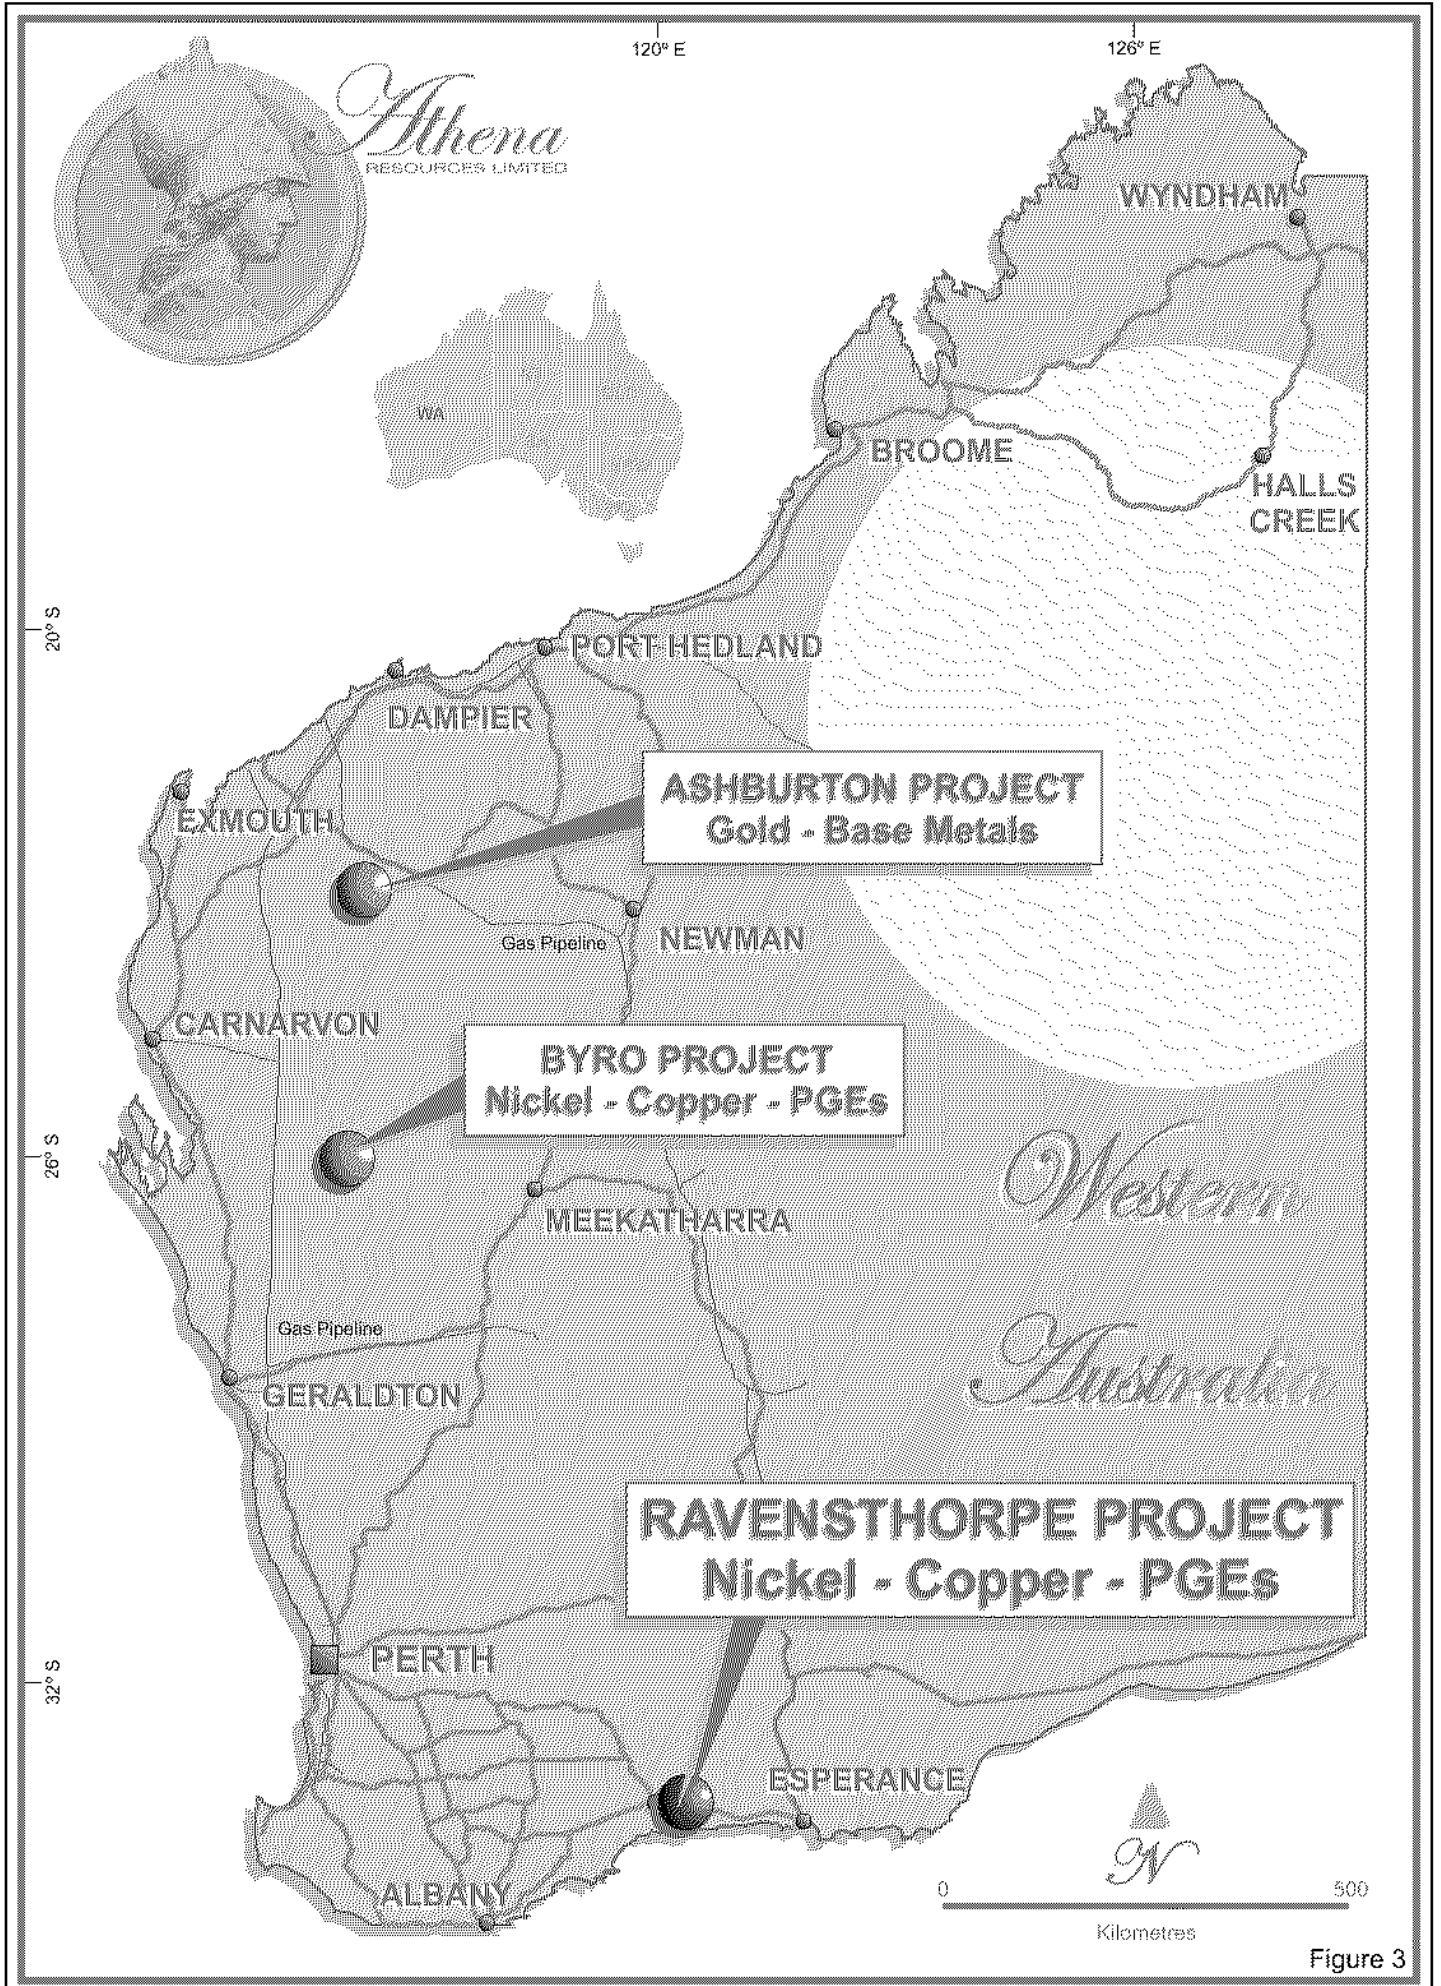 120° E
126° E
Athena
RESOURCES LIMITED
WYNDHAM
WA
BROOME
HALLS
CREEK
20° S
PORT HEDLAND
DAMPIER
ASHBURTON PROJECT
Gold - Base Metals
EXMOUTH
Gas Pipeline
NEWMAN
CARNARVON
BYRO PROJECT
Nickel - Copper - PGEs
26° S
Western
MEEKATHARRA
Gas Pipeline
Australia
GERALDTON
RAVENSTHORPE PROJECT
Nickel - Copper - PGEs
PERTH
32° S
ESPERANCE
N
ALBANY
0
500
Kilometres
Figure 3